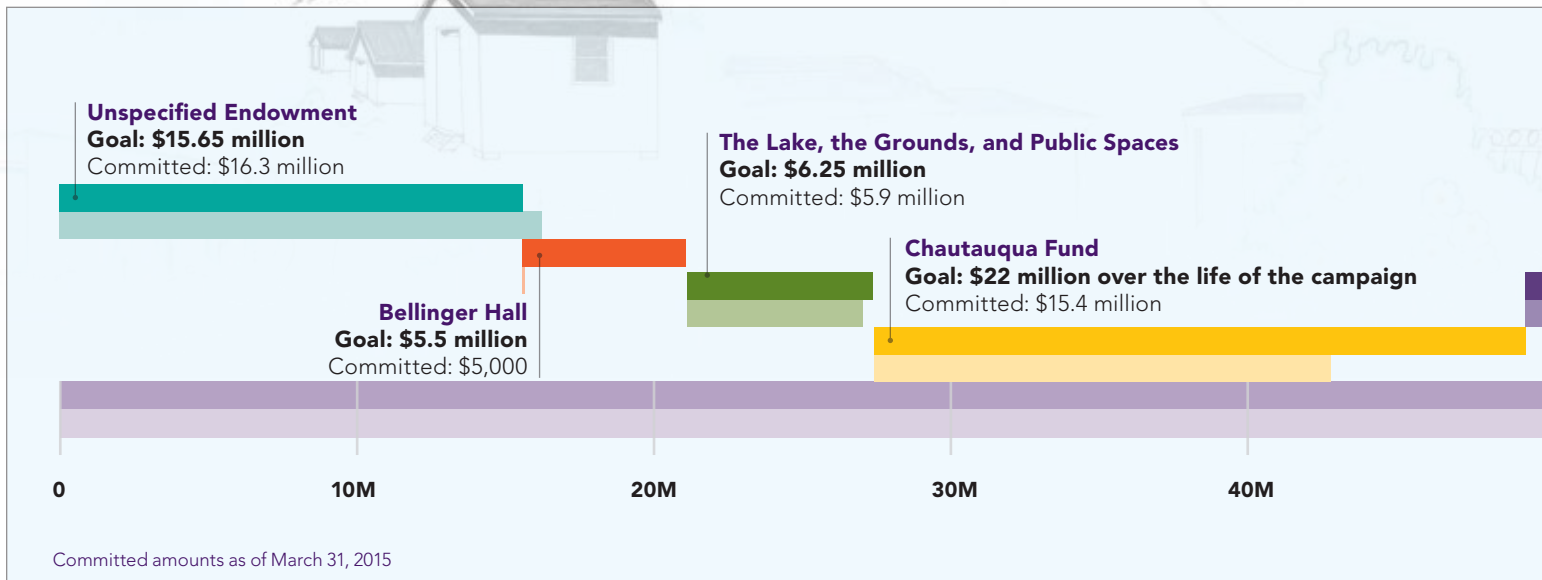 Unspecified Endowment
Goal: $15.65 million
Committed: $16.3 million
The Lake, the Grounds, and Public Spaces
Goal: $6.25 million
Committed: $5.9 million
Chautauqua Fund
Goal: $22 million over the life of the campaign
Committed: $15.4 million
Bellinger Hall
Goal: $5.5 million
Committed: $5,000
0 10M 20M 30M 40M
Committed amounts as of March 31, 2015